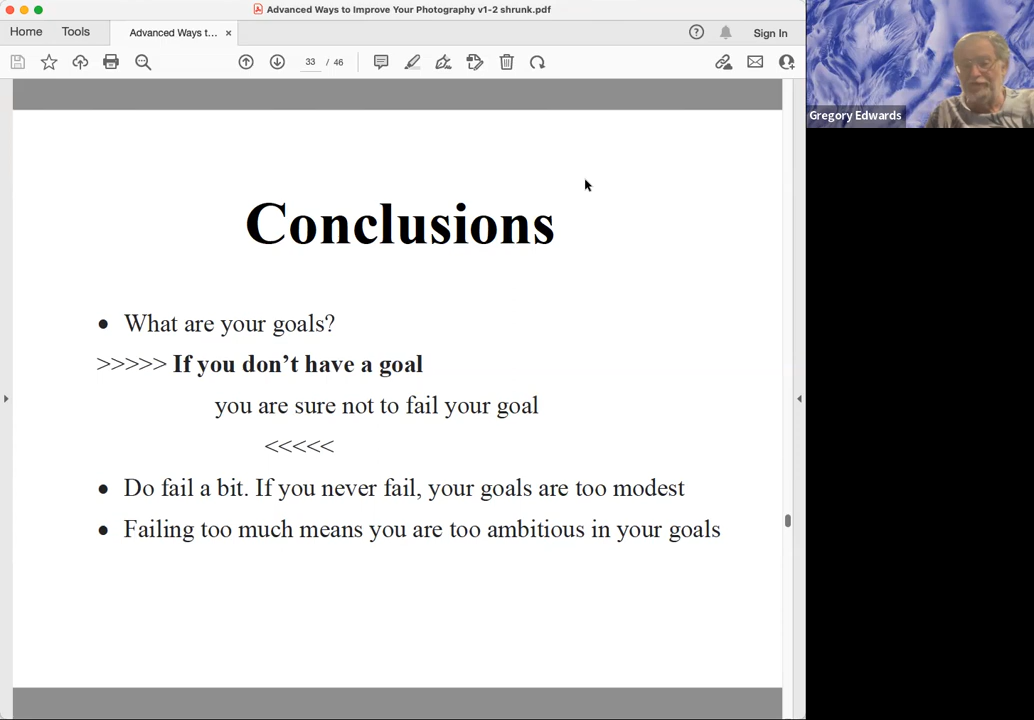 Advanced Ways to Improve Your Photography v1-2 shrunk.pdf
Home Tools Advanced Ways t... × Sign In
33 / 46
Gregory Edwards
Conclusions
• What are your goals?
>>>>> If you don’t have a goal
you are sure not to fail your goal
<<<<<
• Do fail a bit. If you never fail, your goals are too modest
• Failing too much means you are too ambitious in your goals